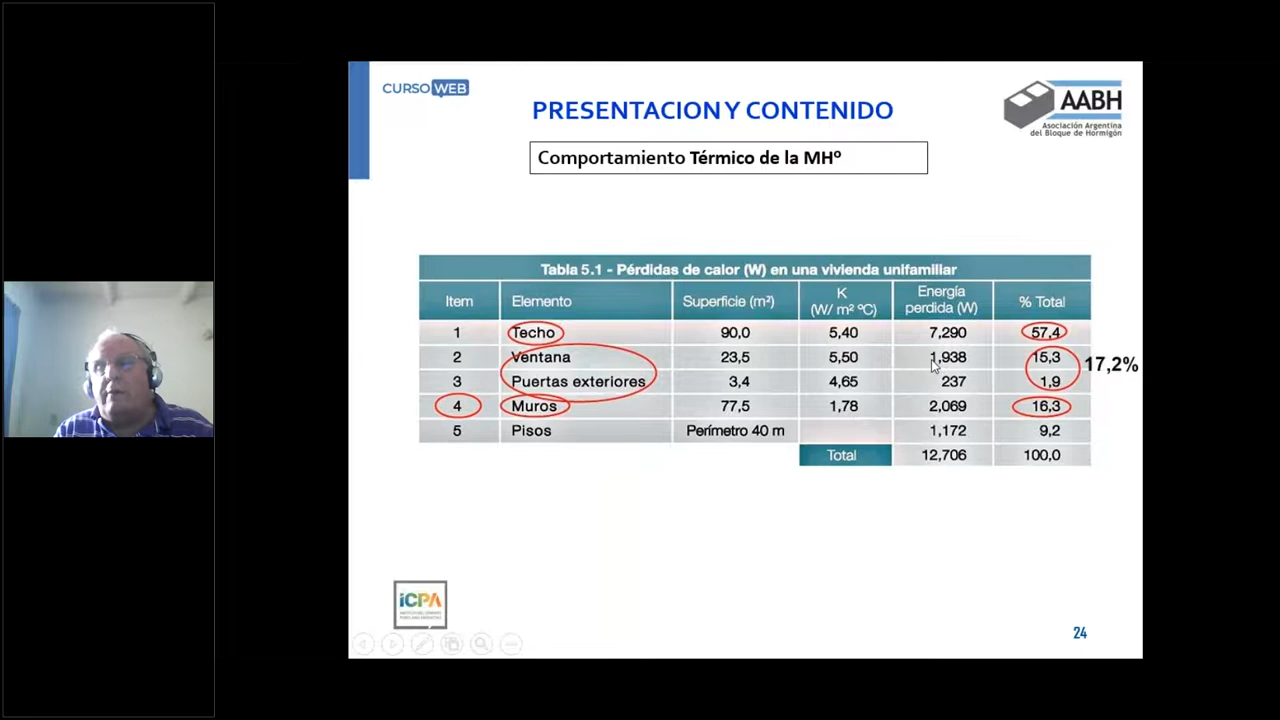 CURSO WEB
PRESENTACION Y CONTENIDO
AABH
Asociación Argentina
del Bloque de Hormigón
Comportamiento Térmico de la MHº
Tabla 5.1 - Pérdidas de calor (W) en una vivienda unifamiliar
Item Elemento Superficie (m²) K (W/ m² ºC) Energía perdida (W) % Total
1 Techo 90,0 5,40 7,290 57,4
2 Ventana 23,5 5,50 1,938 15,3
3 Puertas exteriores 3,4 4,65 237 1,9
17,2%
4 Muros 77,5 1,78 2,069 16,3
5 Pisos Perímetro 40 m 1,172 9,2
Total 12,706 100,0
iCPA
24